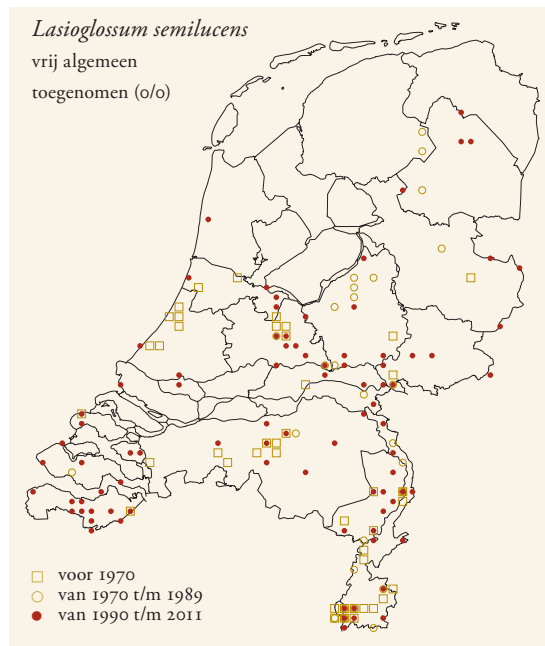 Lasioglossum semilucens
vrij algemeen
toegenomen (0/0)
voor 1970
van 1970 t/m 1989
van 1990 t/m 2011